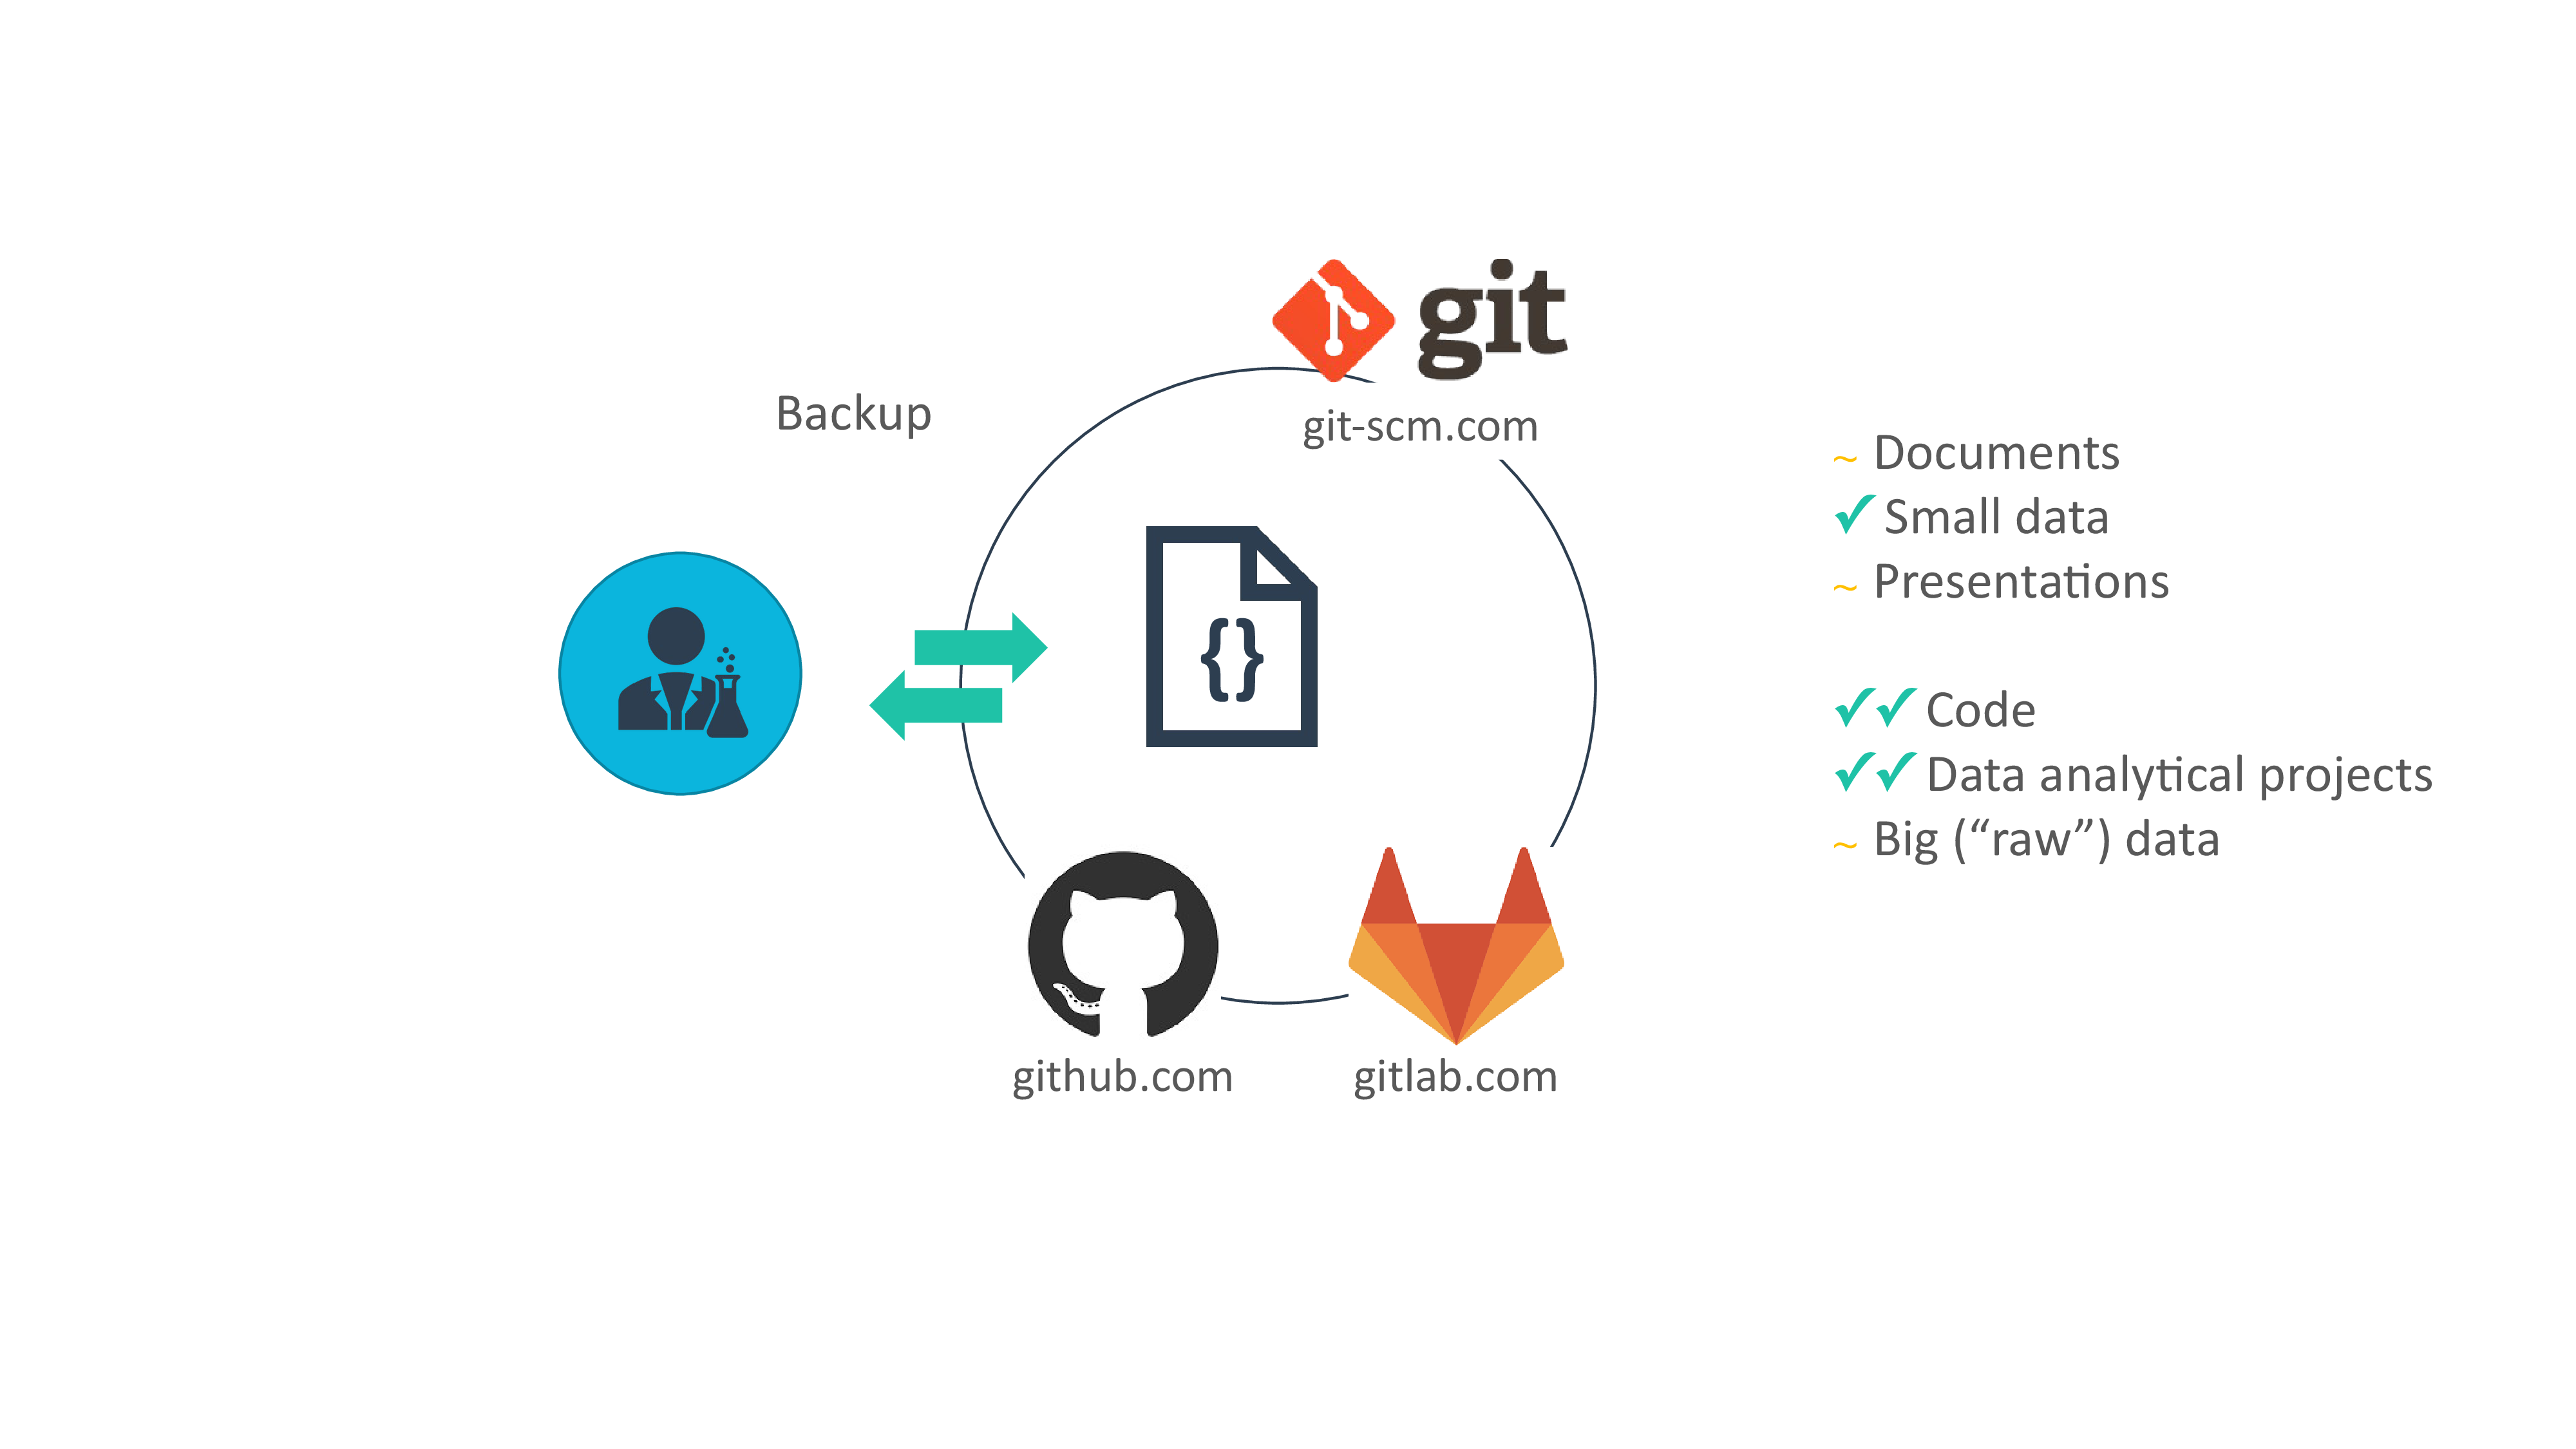 git
git-scm.com
Backup
{}
github.com
gitlab.com
~ Documents
✓ Small data
~ Presentations
✓✓ Code
✓✓ Data analytical projects
~ Big (“raw”) data